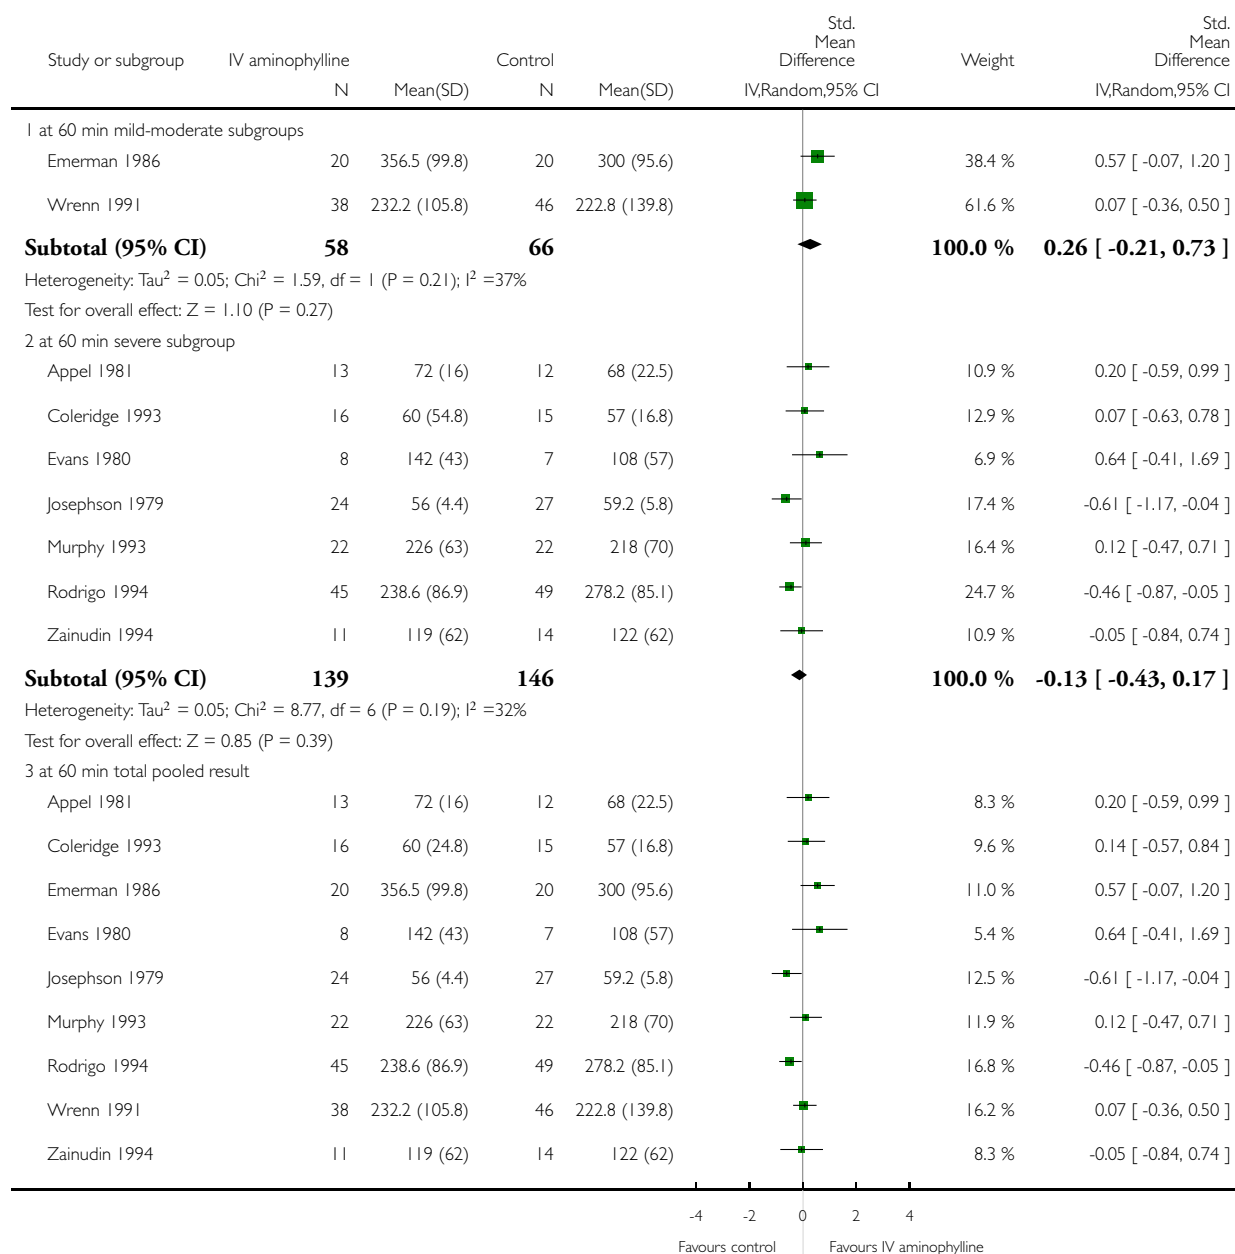 Std.
Mean
Difference
Std.
Mean
Difference
Study or subgroup IV aminophylline Control Weight
N Mean(SD) N Mean(SD) IV,Random,95% CI IV,Random,95% CI
1 at 60 min mild-moderate subgroups
Emerman 1986 20 356.5 (99.8) 20 300 (95.6) 38.4 % 0.57 [ -0.07, 1.20 ]
Wrenn 1991 38 232.2 (105.8) 46 222.8 (139.8) 61.6 % 0.07 [ -0.36, 0.50 ]
Subtotal (95% CI) 58 66 100.0 % 0.26 [ -0.21, 0.73 ]
Heterogeneity: Tau² = 0.05; Chi² = 1.59, df = 1 (P = 0.21); I² =37%
Test for overall effect: Z = 1.10 (P = 0.27)
2 at 60 min severe subgroup
Appel 1981 13 72 (16) 12 68 (22.5) 10.9 % 0.20 [ -0.59, 0.99 ]
Coleridge 1993 16 60 (54.8) 15 57 (16.8) 12.9 % 0.07 [ -0.63, 0.78 ]
Evans 1980 8 142 (43) 7 108 (57) 6.9 % 0.64 [ -0.41, 1.69 ]
Josephson 1979 24 56 (4.4) 27 59.2 (5.8) 17.4 % -0.61 [ -1.17, -0.04 ]
Murphy 1993 22 226 (63) 22 218 (70) 16.4 % 0.12 [ -0.47, 0.71 ]
Rodrigo 1994 45 238.6 (86.9) 49 278.2 (85.1) 24.7 % -0.46 [ -0.87, -0.05 ]
Zainudin 1994 11 119 (62) 14 122 (62) 10.9 % -0.05 [ -0.84, 0.74 ]
Subtotal (95% CI) 139 146 100.0 % -0.13 [ -0.43, 0.17 ]
Heterogeneity: Tau² = 0.05; Chi² = 8.77, df = 6 (P = 0.19); I² =32%
Test for overall effect: Z = 0.85 (P = 0.39)
3 at 60 min total pooled result
Appel 1981 13 72 (16) 12 68 (22.5) 8.3 % 0.20 [ -0.59, 0.99 ]
Coleridge 1993 16 60 (24.8) 15 57 (16.8) 9.6 % 0.14 [ -0.57, 0.84 ]
Emerman 1986 20 356.5 (99.8) 20 300 (95.6) 11.0 % 0.57 [ -0.07, 1.20 ]
Evans 1980 8 142 (43) 7 108 (57) 5.4 % 0.64 [ -0.41, 1.69 ]
Josephson 1979 24 56 (4.4) 27 59.2 (5.8) 12.5 % -0.61 [ -1.17, -0.04 ]
Murphy 1993 22 226 (63) 22 218 (70) 11.9 % 0.12 [ -0.47, 0.71 ]
Rodrigo 1994 45 238.6 (86.9) 49 278.2 (85.1) 16.8 % -0.46 [ -0.87, -0.05 ]
Wrenn 1991 38 232.2 (105.8) 46 222.8 (139.8) 16.2 % 0.07 [ -0.36, 0.50 ]
Zainudin 1994 11 119 (62) 14 122 (62) 8.3 % -0.05 [ -0.84, 0.74 ]
-4 -2 0 2 4
Favours control Favours IV aminophylline